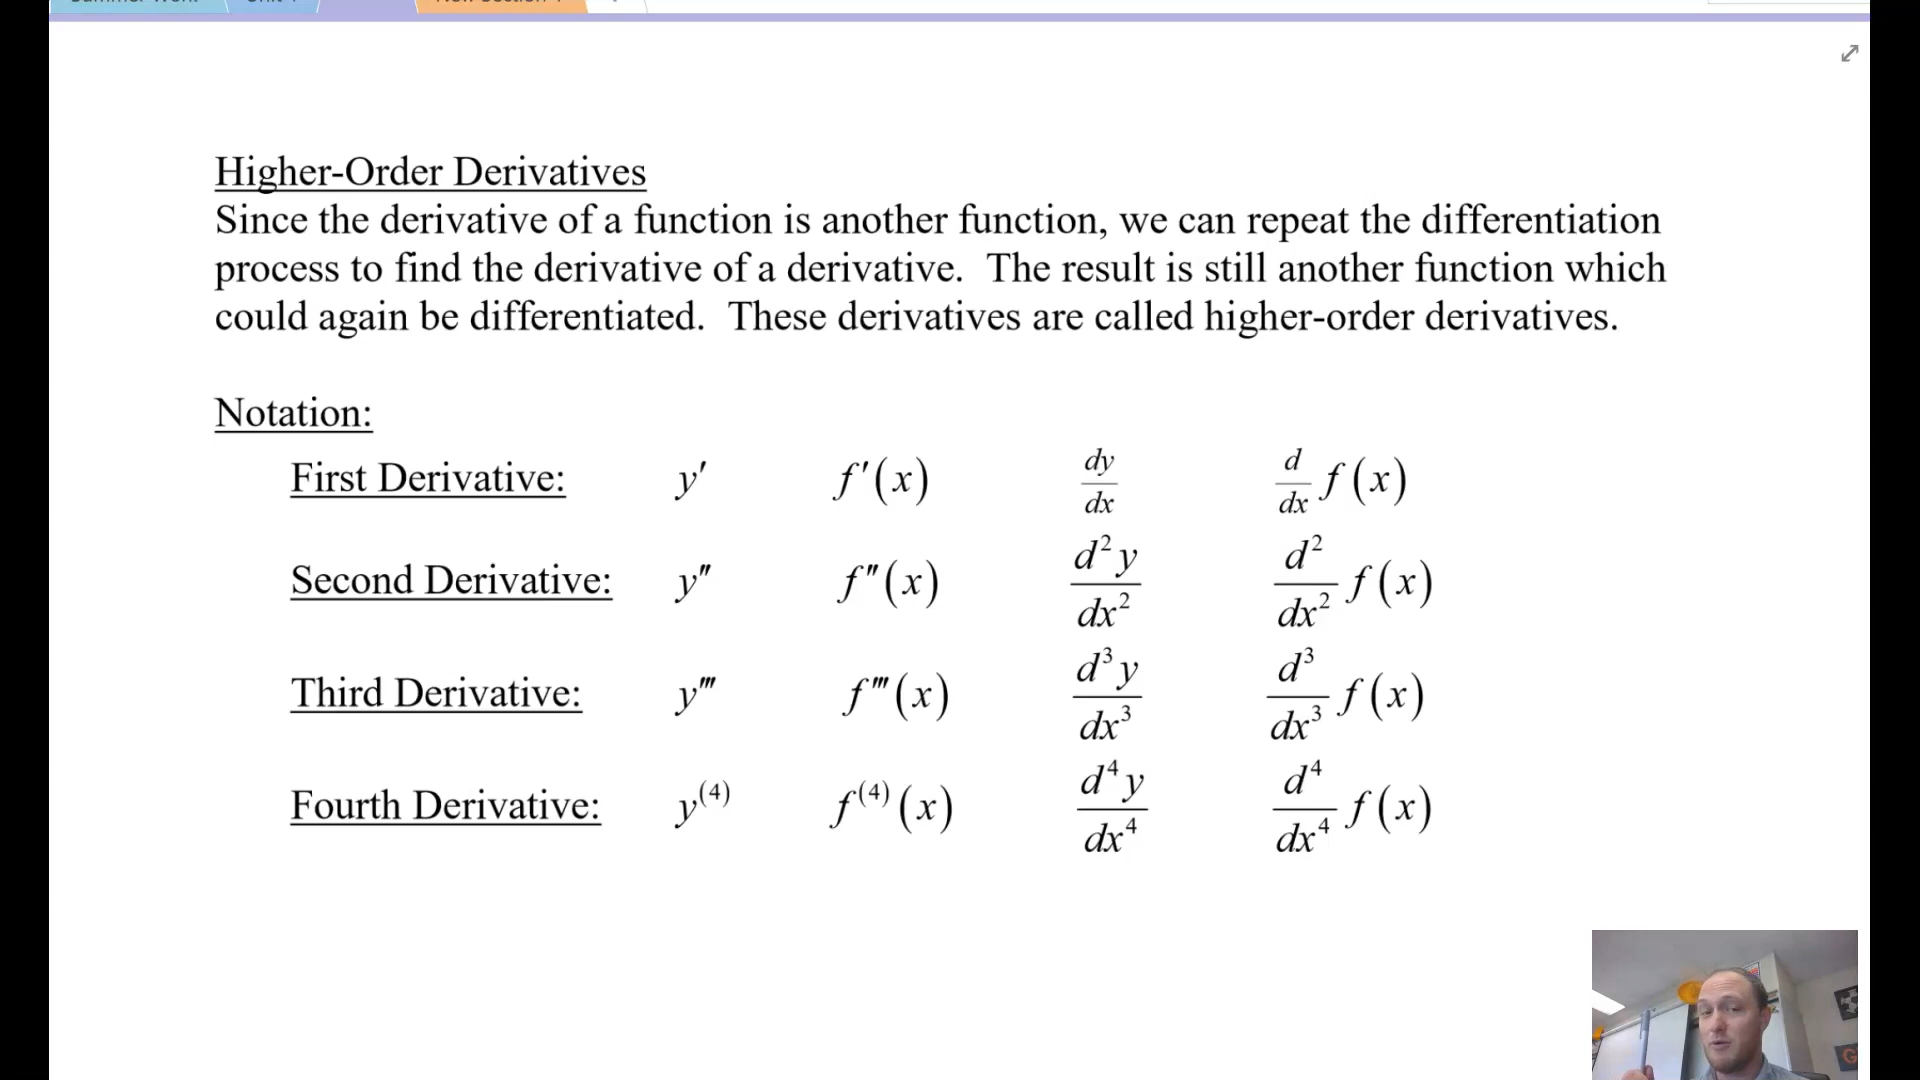 Higher-Order Derivatives
Since the derivative of a function is another function, we can repeat the differentiation
process to find the derivative of a derivative.  The result is still another function which
could again be differentiated.  These derivatives are called higher-order derivatives.
Notation:
First Derivative: y′ f′(x) dy/dx d/dx f(x)
Second Derivative: y″ f″(x) d²y/dx² d²/dx² f(x)
Third Derivative: y‴ f‴(x) d³y/dx³ d³/dx³ f(x)
Fourth Derivative: y⁽⁴⁾ f⁽⁴⁾(x) d⁴y/dx⁴ d⁴/dx⁴ f(x)